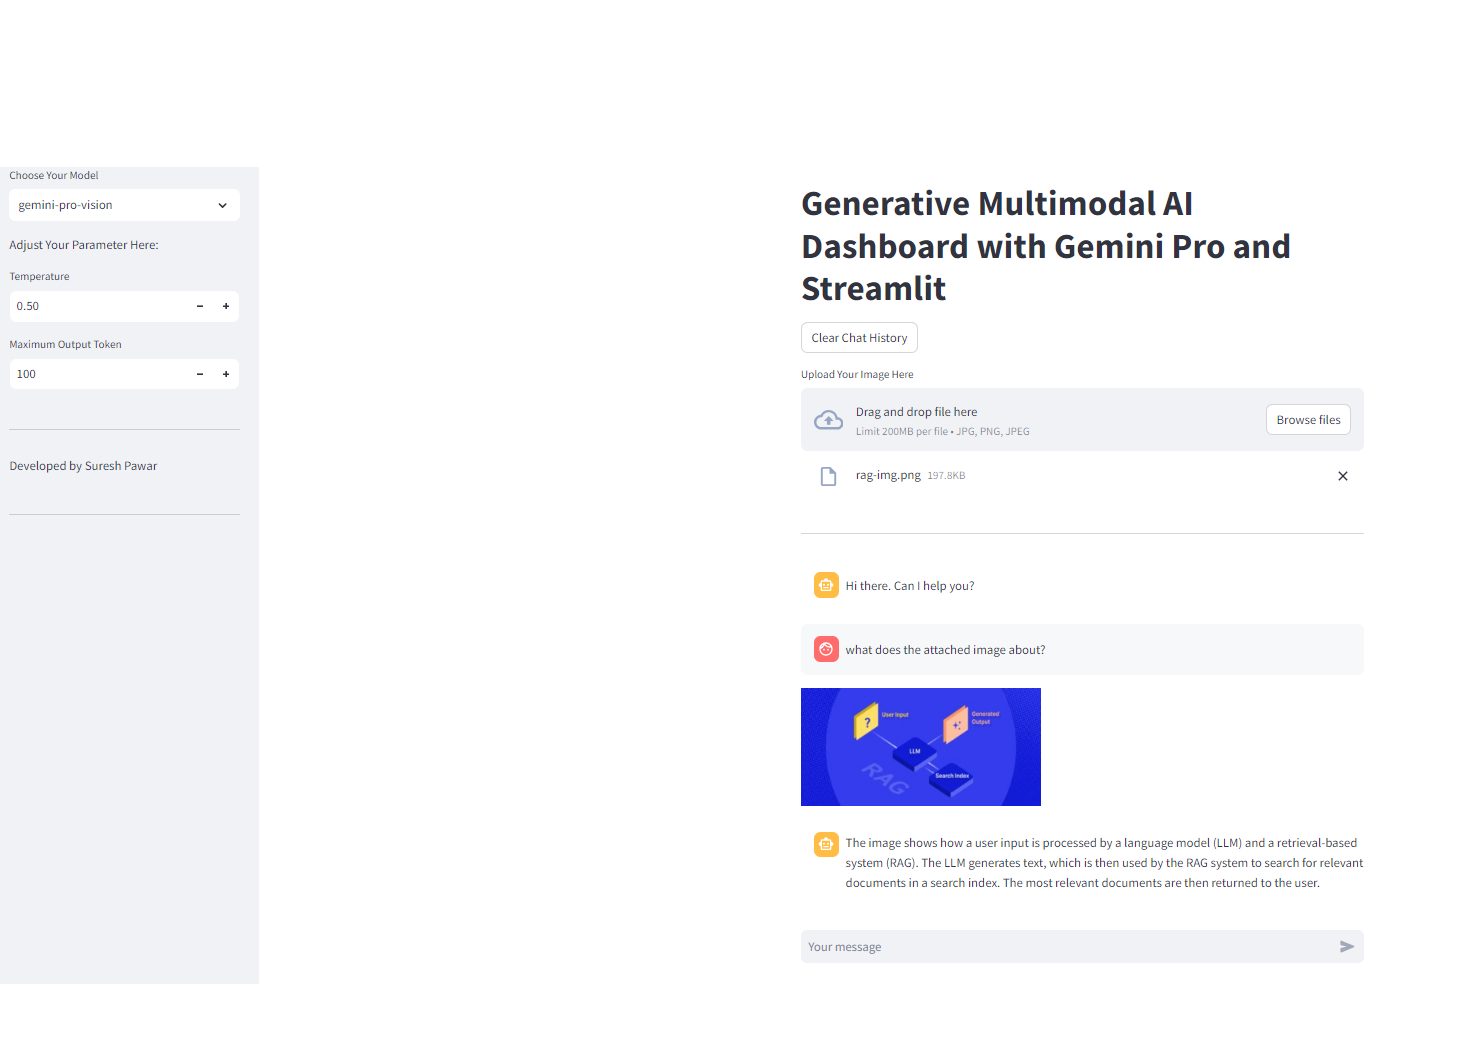 Choose Your Model
gemini-pro-vision
Adjust Your Parameter Here:
Temperature
0.50
Maximum Output Token
100
Developed by Suresh Pawar
Generative Multimodal AI
Dashboard with Gemini Pro and
Streamlit
Clear Chat History
Upload Your Image Here
Drag and drop file here
Limit 200MB per file • JPG, PNG, JPEG
Browse files
rag-img.png 197.8KB
Hi there. Can I help you?
what does the attached image about?
User Input
Generated
Output
?
LLM
Search Index
RAG
The image shows how a user input is processed by a language model (LLM) and a retrieval-based
system (RAG). The LLM generates text, which is then used by the RAG system to search for relevant
documents in a search index. The most relevant documents are then returned to the user.
Your message